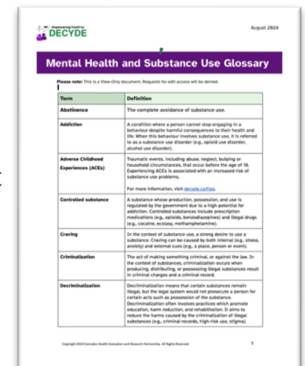 Empowering Youth to
DECYDE
August 2024
Mental Health and Substance Use Glossary
Please note: This is a View-Only document. Requests for edit access will be denied.
Term Definition
Abstinence The complete avoidance of substance use.
Addiction A condition where a person cannot stop engaging in a
behaviour despite harmful consequences to their health and
life. When this behaviour involves substance use, it is referred
to as a substance use disorder (e.g., opioid use disorder,
alcohol use disorder).
Adverse Childhood
Experiences (ACEs)
Traumatic events, including abuse, neglect, bullying or
household circumstances, that occur before the age of 18.
Experiencing ACEs is associated with an increased risk of
substance use problems.
For more information, visit decyde.ca/tips.
Controlled substance A substance whose production, possession, and use is
regulated by the government due to a high potential for
addiction. Controlled substances include prescription
medications (e.g., opioids, benzodiazepines) and illegal drugs
(e.g., cocaine, ecstasy, methamphetamine).
Craving In the context of substance use, a strong desire to use a
substance. Craving can be caused by both internal (e.g., stress,
anxiety) and external cues (e.g., a place, person or event).
Criminalization The act of making something criminal, or against the law. In
the context of substances, criminalization occurs when
producing, distributing, or possessing illegal substances result
in criminal charges and a criminal record.
Decriminalization Decriminalization means that certain substances remain
illegal, but the legal system would not prosecute a person for
certain acts such as possession of the substance.
Decriminalization often involves practices which promote
education, harm reduction, and rehabilitation. It will aims to
reduce the harms caused by the criminalization of illegal
substances (e.g., criminal records, high-risk use, stigma).
Copyright 2024 Cannabis Health Evaluation and Research Partnership. All Rights Reserved.
1